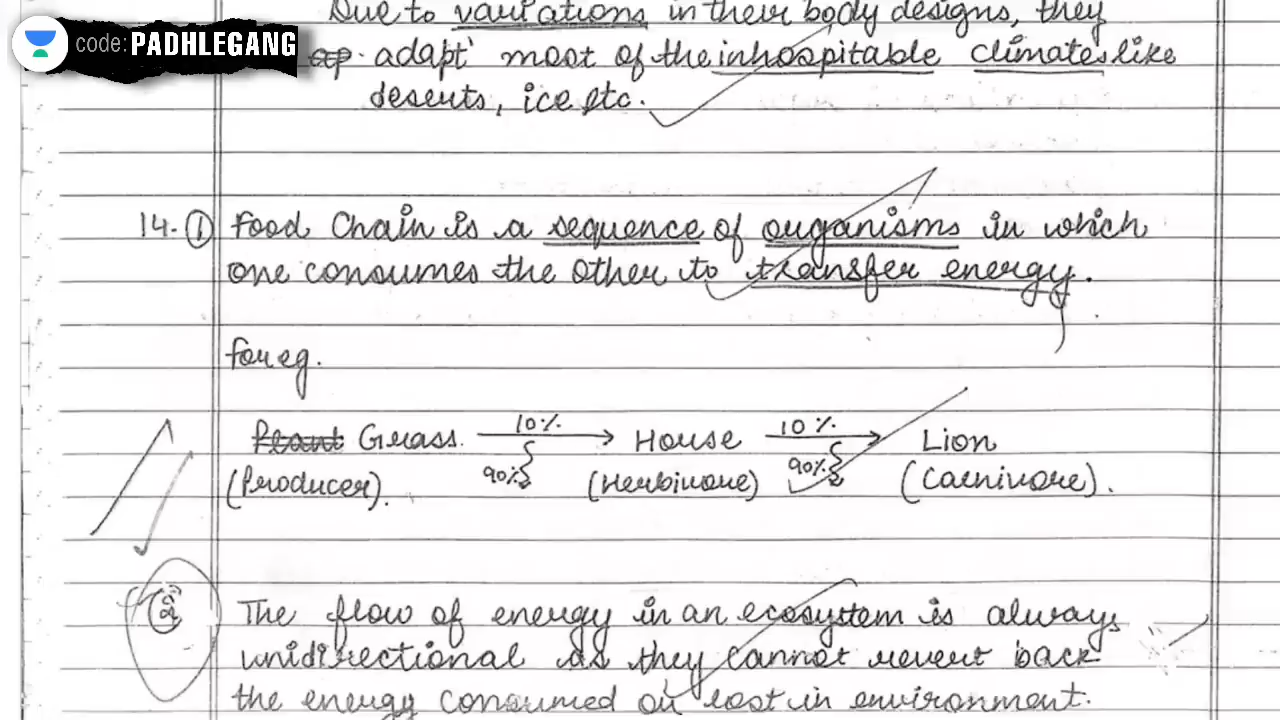 Due to variations in their body designs, they
code: PADHLEGANG
ap. adapt' most of the inhospitable climates like
deserts, ice etc.
14. ① Food Chain is a sequence of organisms in which
one consumes the other to transfer energy.
for eg.
10% 10%
Plant Grass. House Lion
90% 90%
(Producer). (Herbivore) (Carnivore).
The flow of energy in an ecosystem is always
unidirectional as they cannot revert back
the energy consumed or lost in environment.